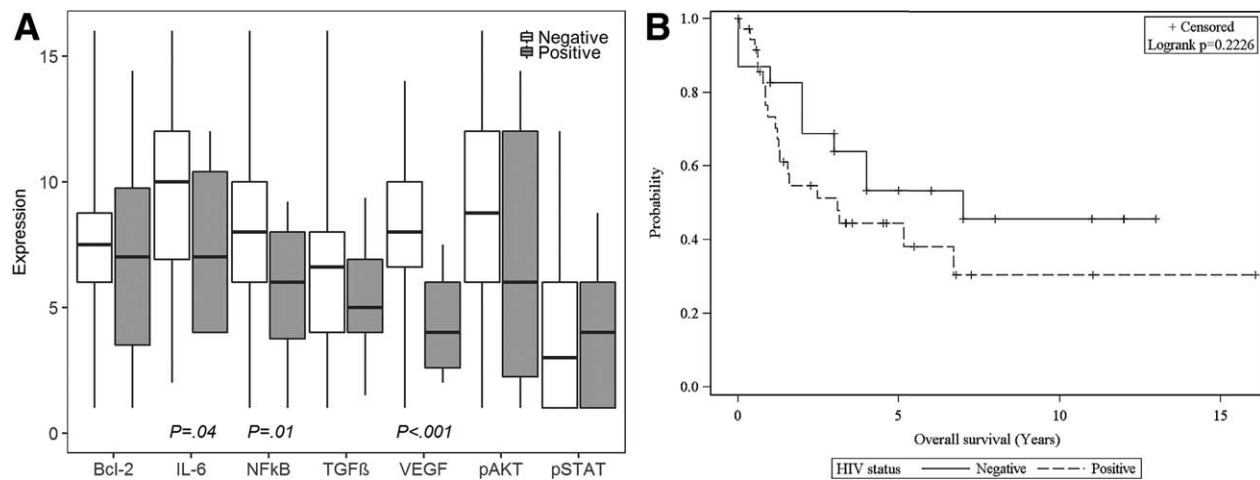 A
Negative
Positive
Expression
15
10
5
0
P=.04
P=.01
P<.001
Bcl-2
IL-6
NFkB
TGFß
VEGF
pAKT
pSTAT
B
+ Censored
Logrank p=0.2226
Probability
1.0
0.8
0.6
0.4
0.2
0.0
0
5
10
15
Overall survival (Years)
HIV status
Negative
Positive